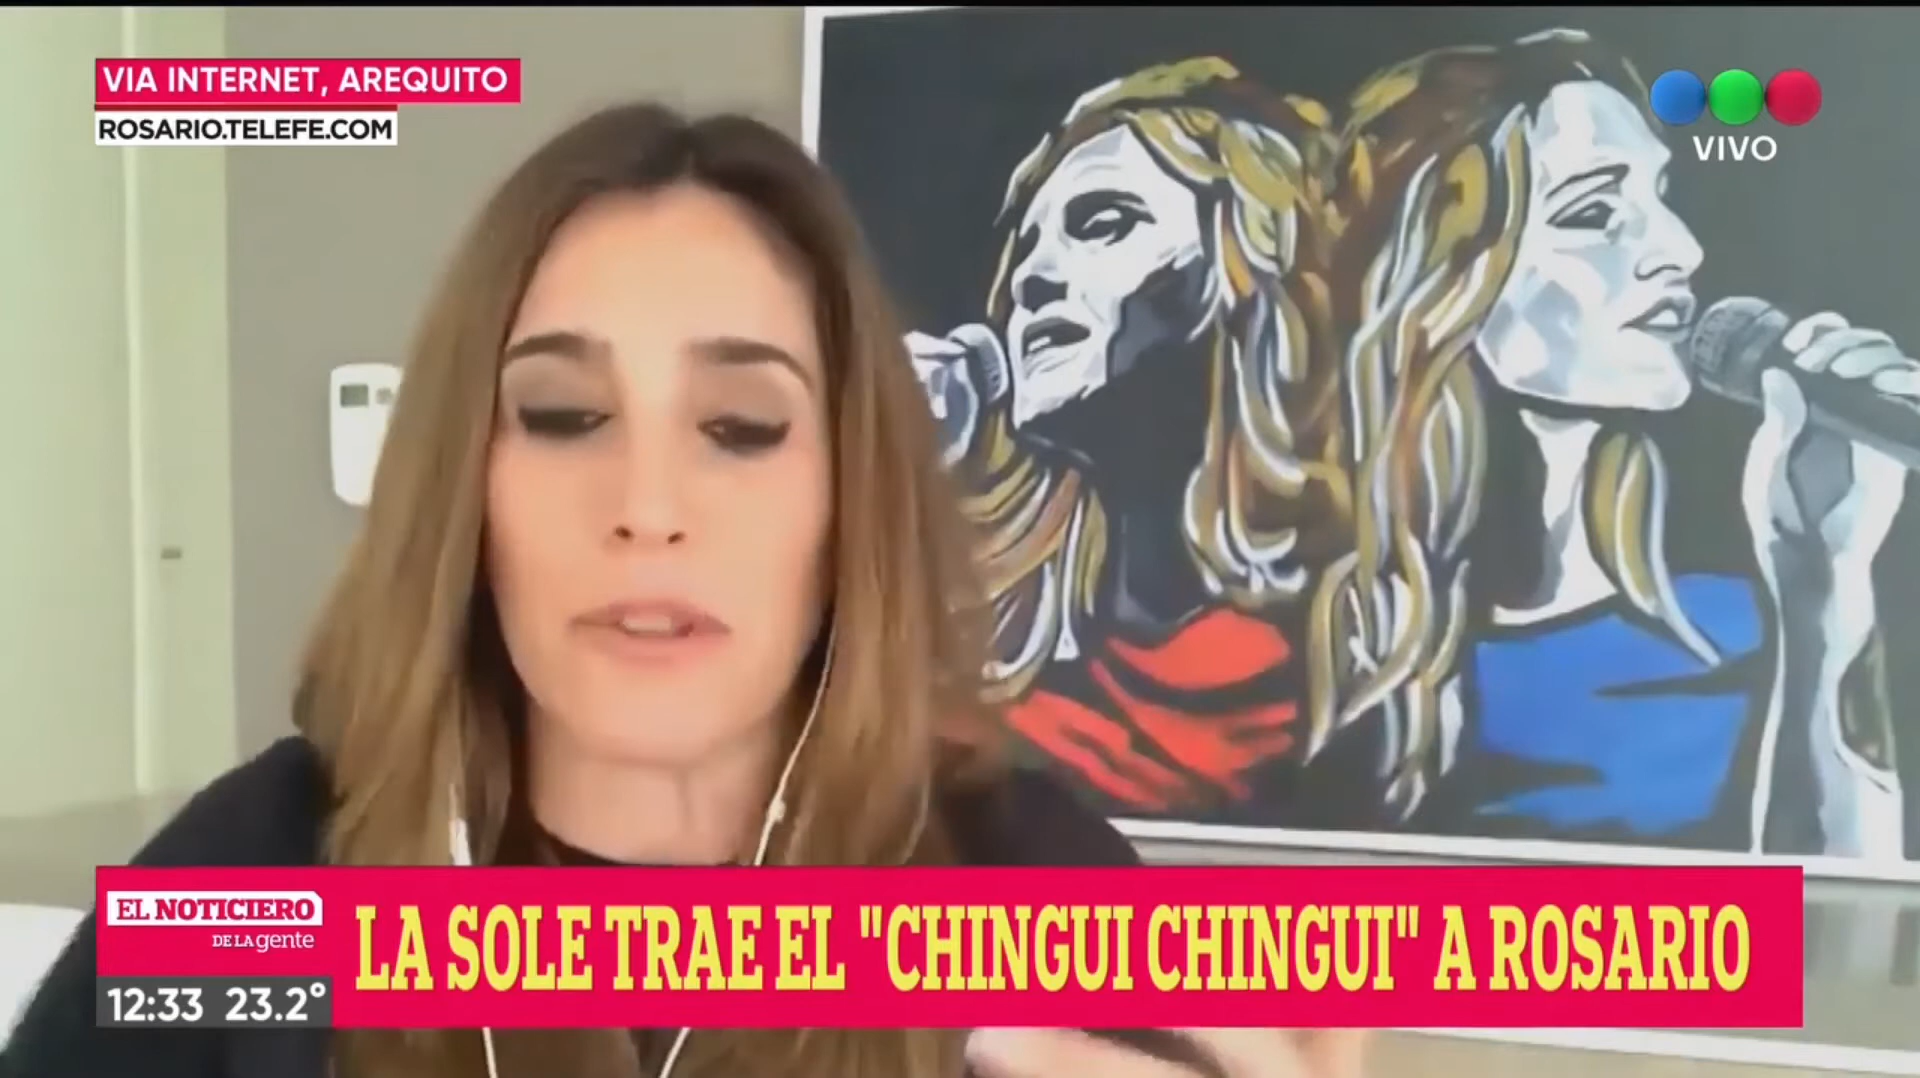 VIA INTERNET, AREQUITO
ROSARIO.TELEFE.COM
VIVO
EL NOTICIERO
DE LA gente
LA SOLE TRAE EL "CHINGUI CHINGUI" A ROSARIO
12:33 23.2°